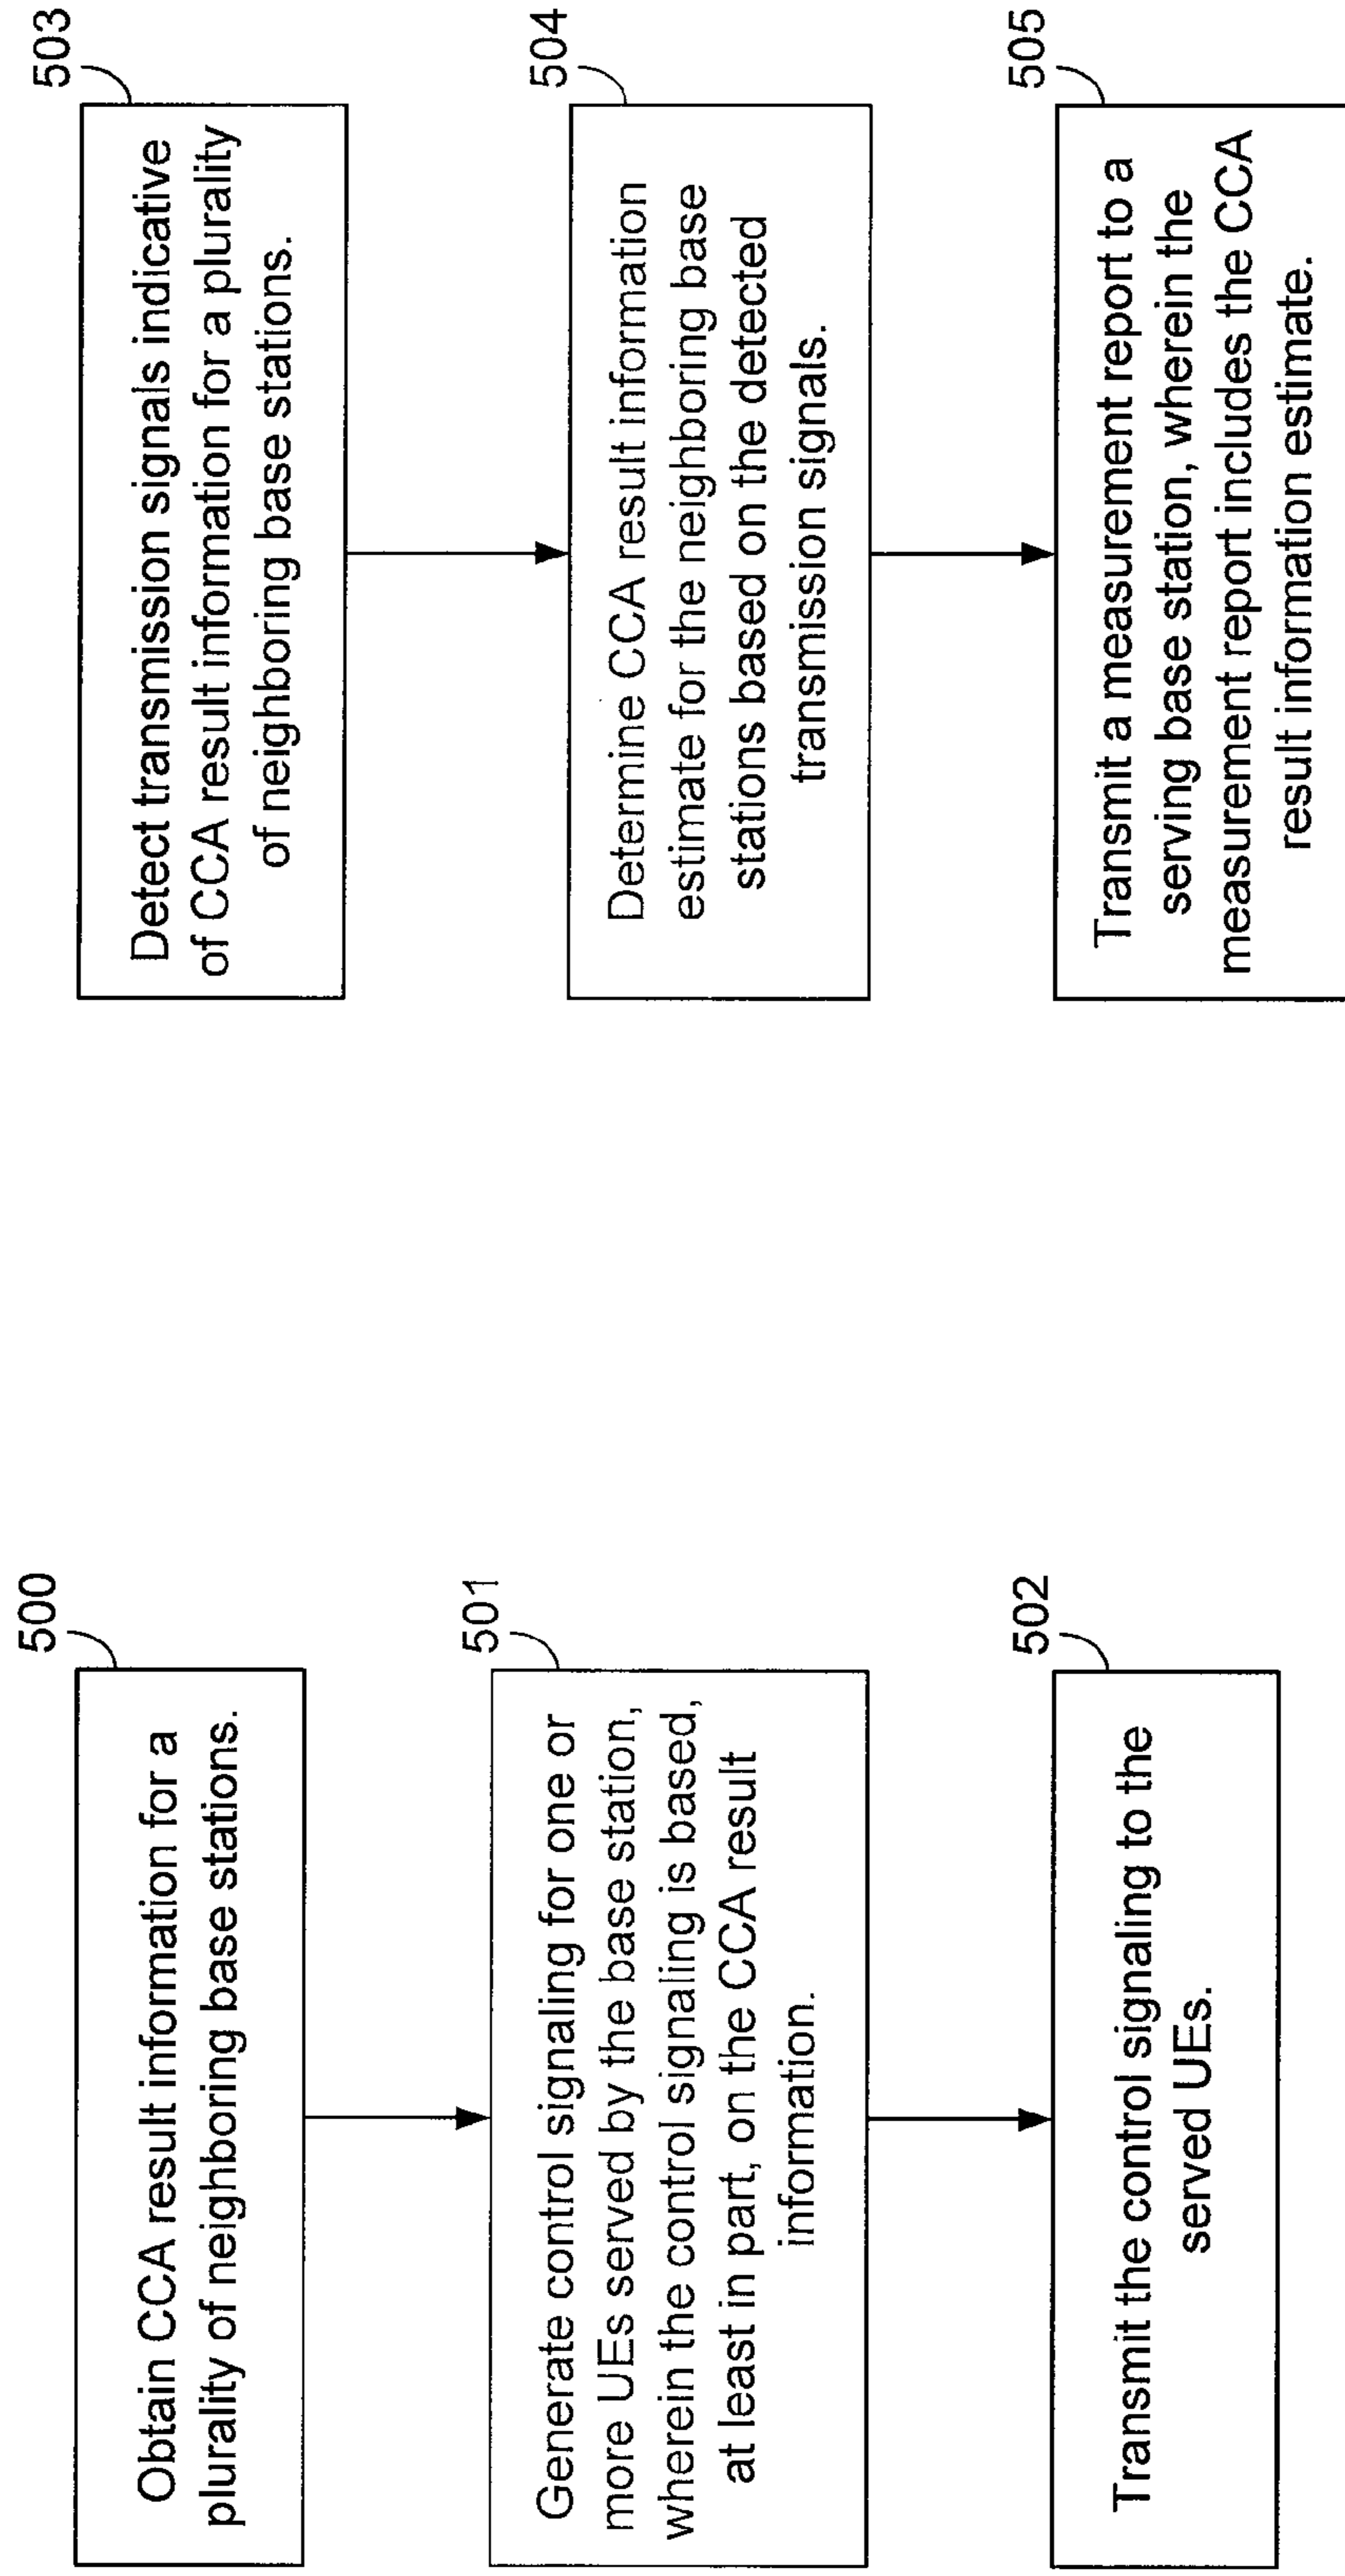 500
Obtain CCA result information for a
plurality of neighboring base stations.
501
Generate control signaling for one or
more UEs served by the base station,
wherein the control signaling is based,
at least in part, on the CCA result
information.
502
Transmit the control signaling to the
served UEs.
503
Detect transmission signals indicative
of CCA result information for a plurality
of neighboring base stations.
504
Determine CCA result information
estimate for the neighboring base
stations based on the detected
transmission signals.
505
Transmit a measurement report to a
serving base station, wherein the
measurement report includes the CCA
result information estimate.